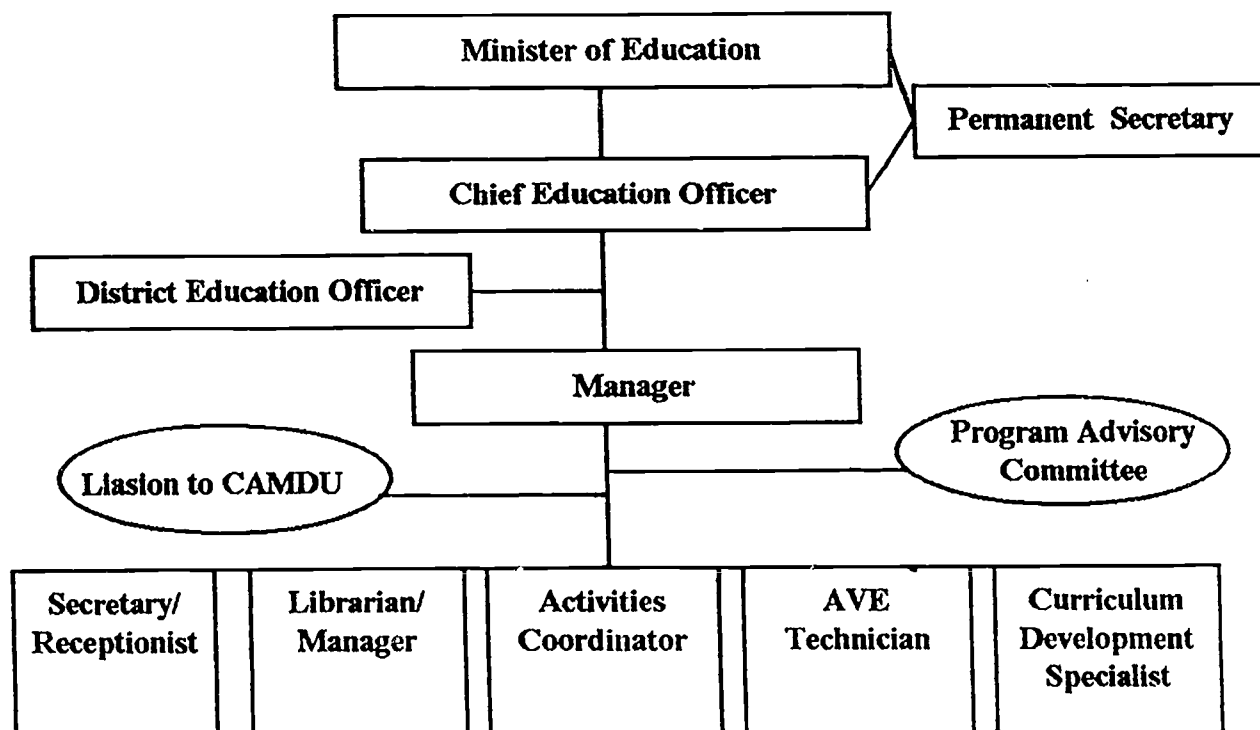 Minister of Education
Permanent Secretary
Chief Education Officer
District Education Officer
Manager
Program Advisory
Committee
Liasion to CAMDU
Secretary/
Receptionist
Librarian/
Manager
Activities
Coordinator
AVE
Technician
Curriculum
Development
Specialist